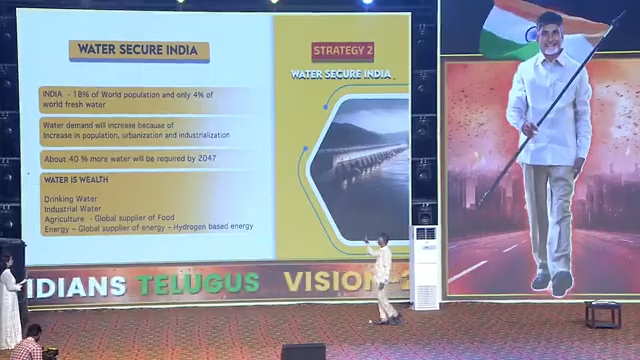 WATER SECURE INDIA
INDIA - 18% of World population and only 4% of
world fresh water
Water demand will increase because of
Increase in population, urbanization and industrialization
About 40 % more water will be required by 2047
WATER IS WEALTH
Drinking Water
Industrial Water
Agriculture - Global supplier of Food
Energy - Global supplier of energy - Hydrogen based energy
STRATEGY 2
WATER SECURE INDIA
NDIANS TELUGUS VISION-2